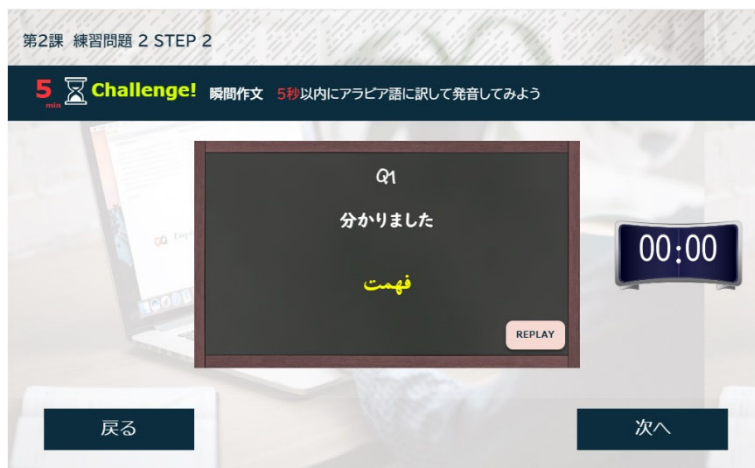 第2課 練習問題 2 STEP 2
5 min Challenge! 瞬間作文 5秒以内にアラビア語に訳して発音してみよう
Q1
分かりました
فهمت
00:00
REPLAY
戻る
次へ